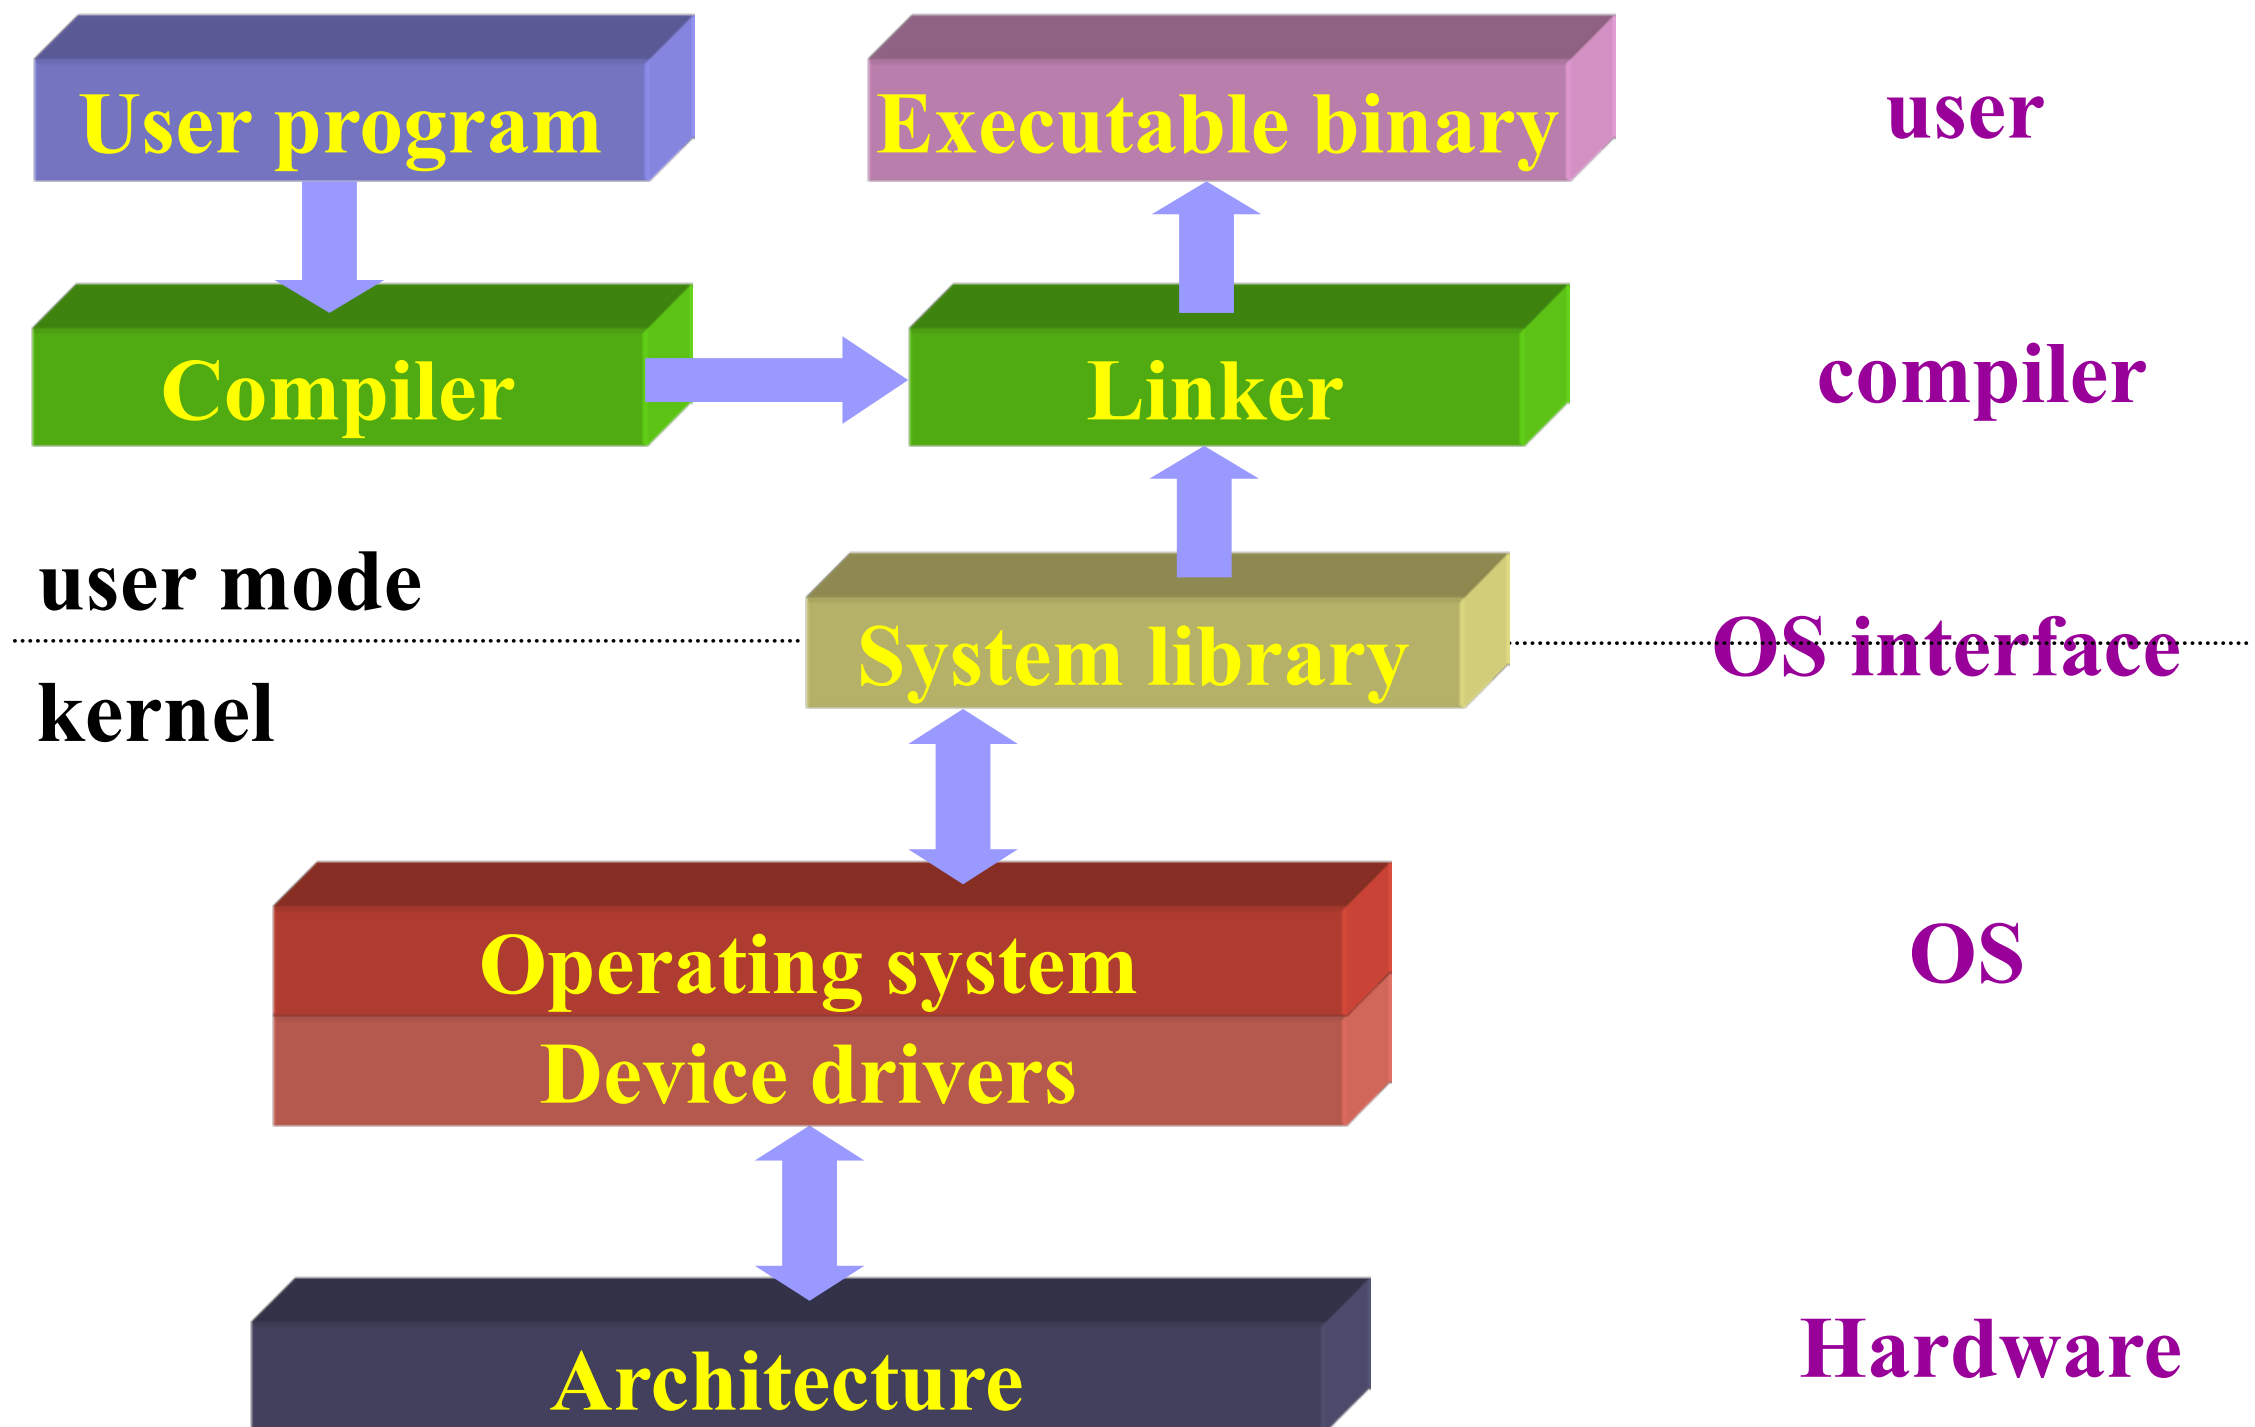 User program
Executable binary
user
Compiler
Linker
compiler
user mode
System library
OS interface
kernel
Operating system
OS
Device drivers
Architecture
Hardware